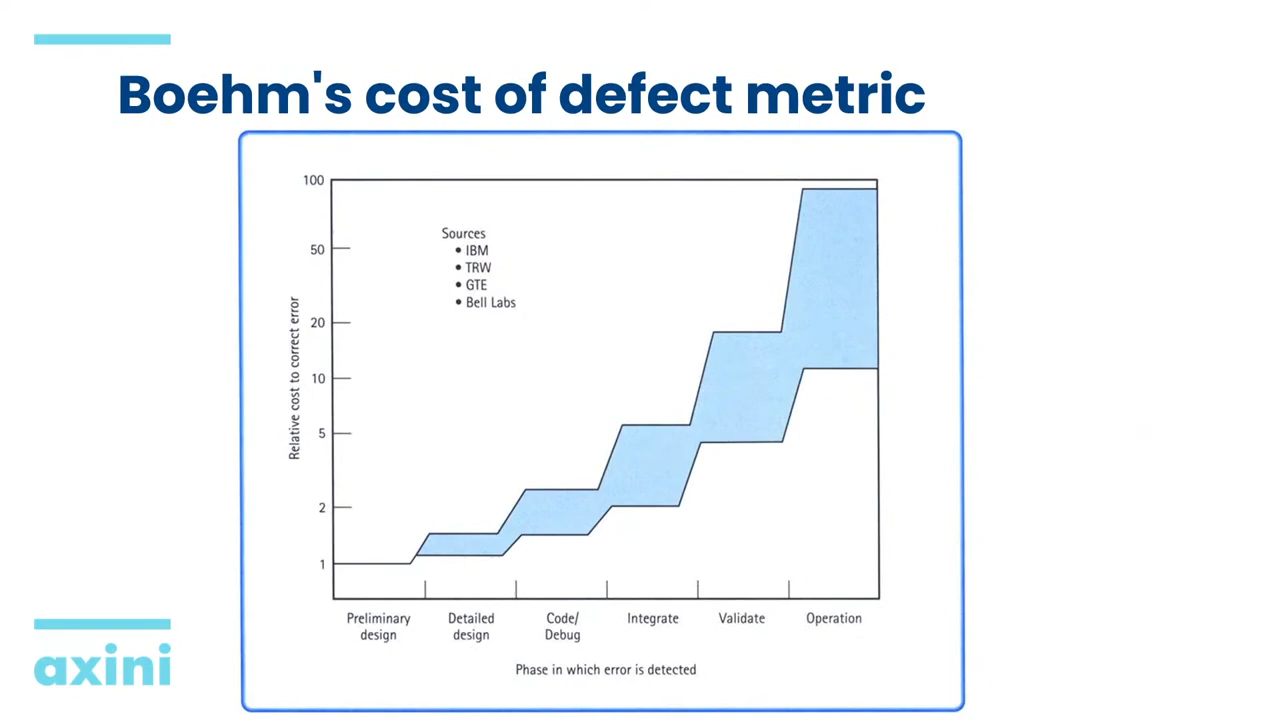 Boehm's cost of defect metric
100
50
20
10
5
2
1
Relative cost to correct error
Sources
• IBM
• TRW
• GTE
• Bell Labs
Preliminary
design
Detailed
design
Code/
Debug
Integrate
Validate
Operation
Phase in which error is detected
axini